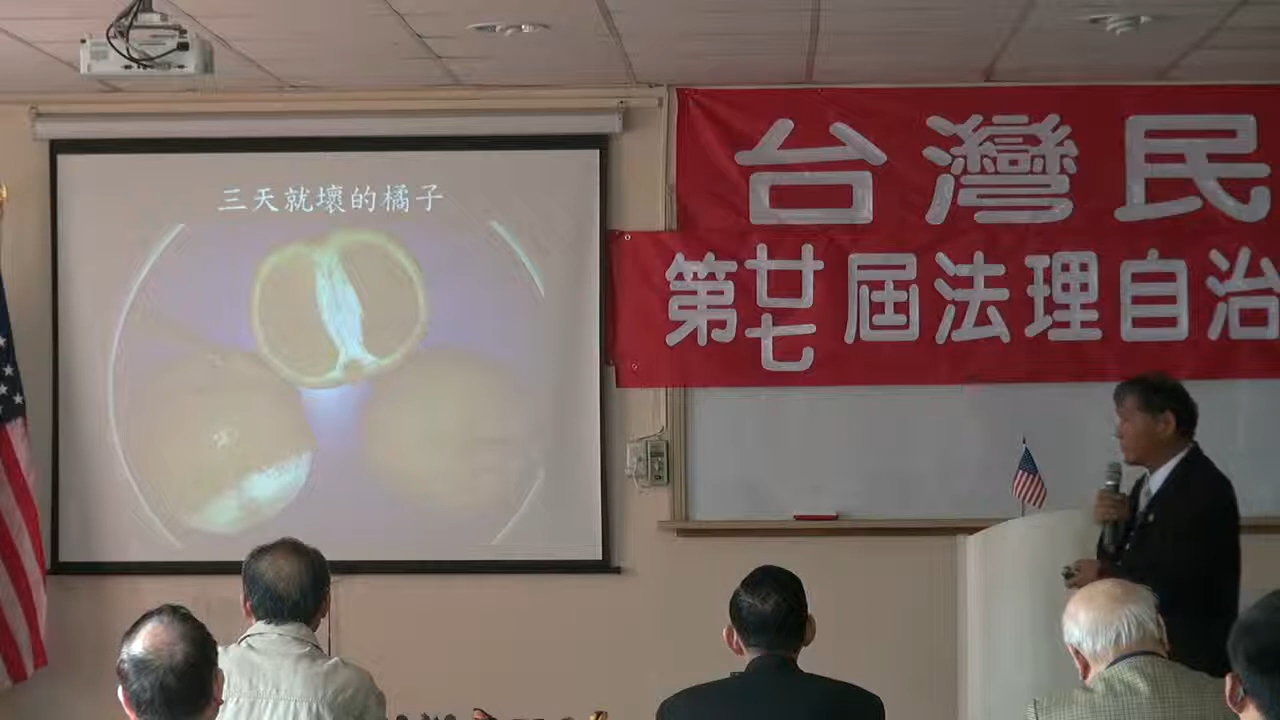 三天就壞的橘子
台灣民
第廿七屆法理自治